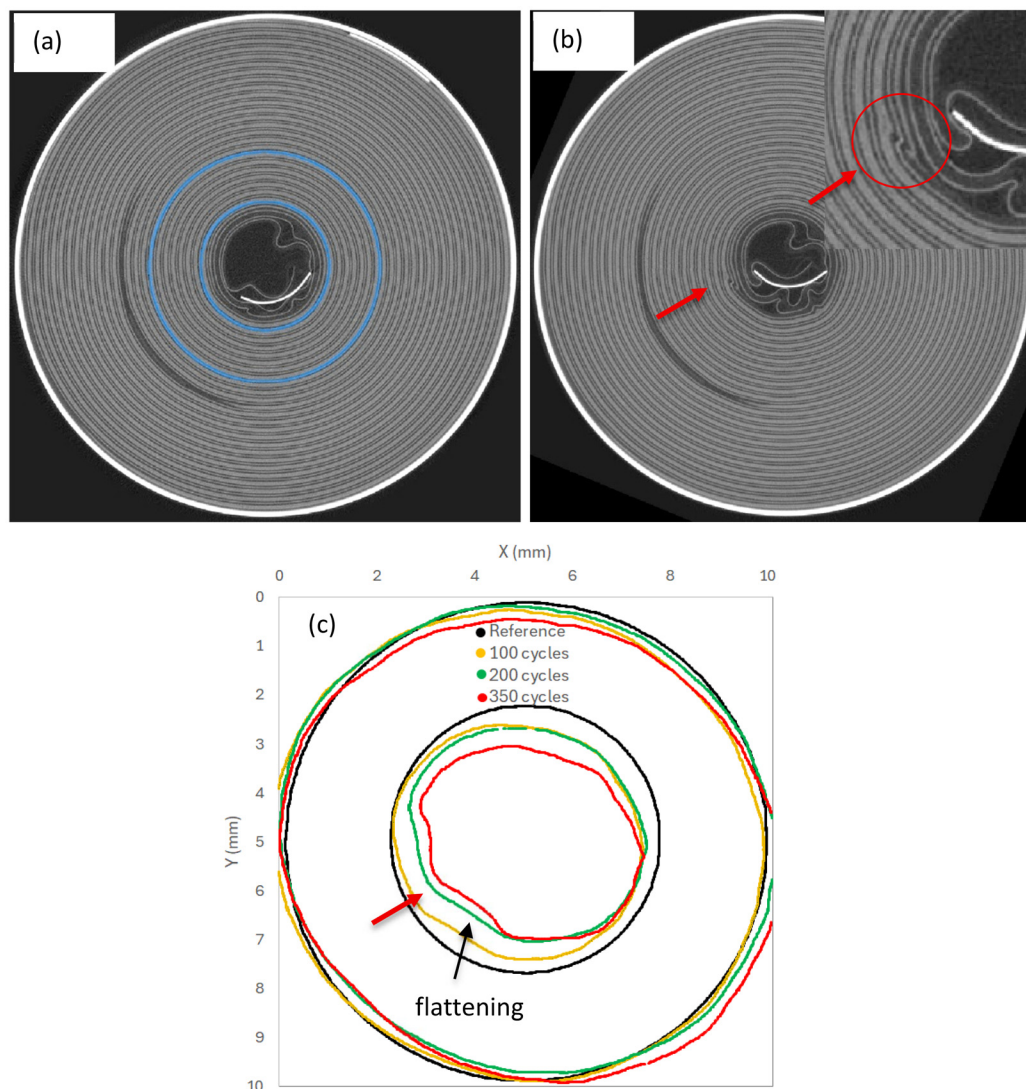 (a)
(b)
X (mm)
0 2 4 6 8 10
0
1
2
3
4
5
6
7
8
9
10
Y (mm)
(c)
Reference
100 cycles
200 cycles
350 cycles
flattening